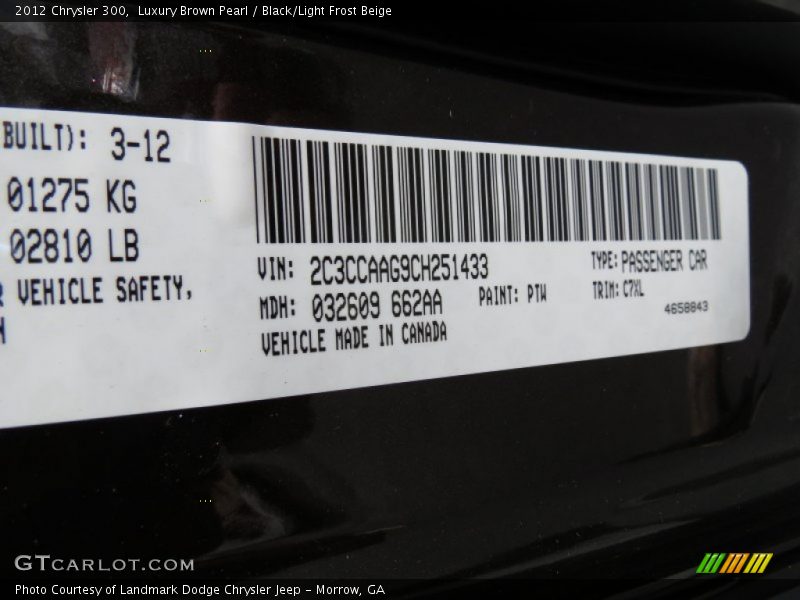 2012 Chrysler 300,  Luxury Brown Pearl / Black/Light Frost Beige
BUILT): 3-12
01275 KG
02810 LB
VEHICLE SAFETY,
VIN: 2C3CCAAG9CH251433
TYPE: PASSENGER CAR
MDH: 032609 662AA
PAINT: PTW
TRIM: C7XL
VEHICLE MADE IN CANADA
4658843
GTCARLOT.COM
Photo Courtesy of Landmark Dodge Chrysler Jeep - Morrow, GA